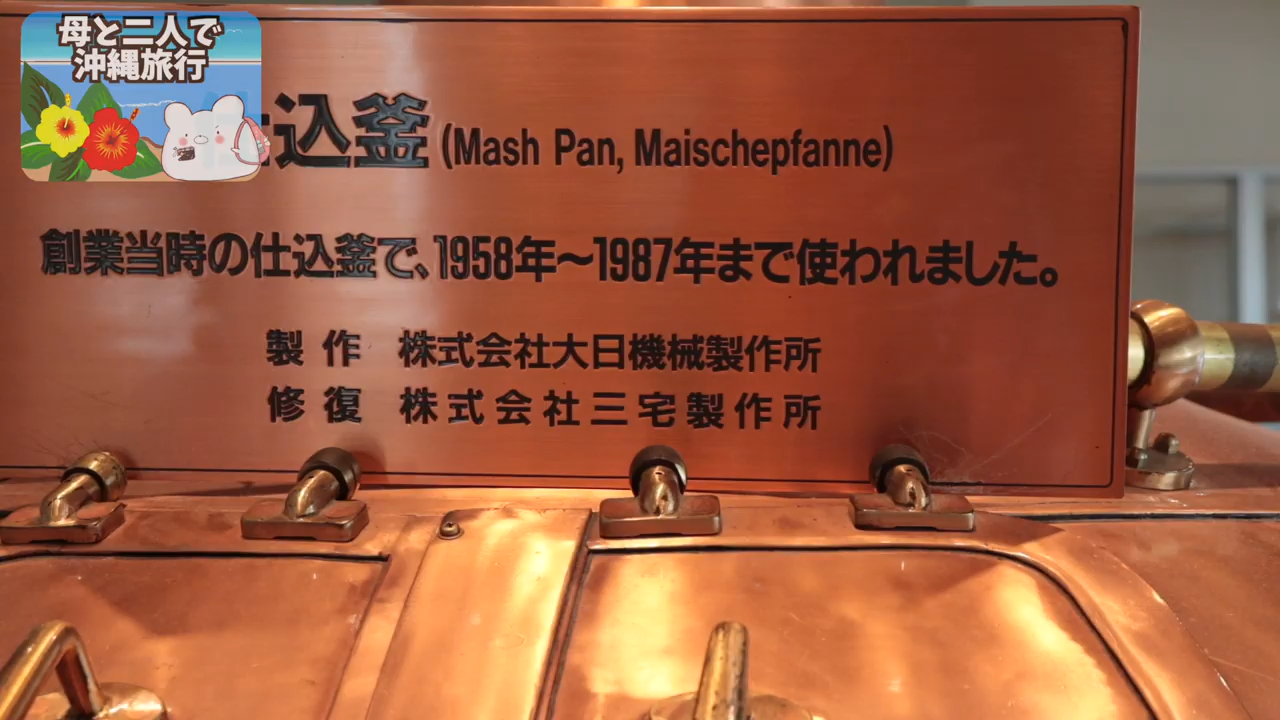 母と二人で
沖縄旅行
込釜 (Mash Pan, Maischepfanne)
創業当時の仕込釜で、1958年～1987年まで使われました。
製 作 株式会社大日機械製作所
修 復 株式会社三宅製作所